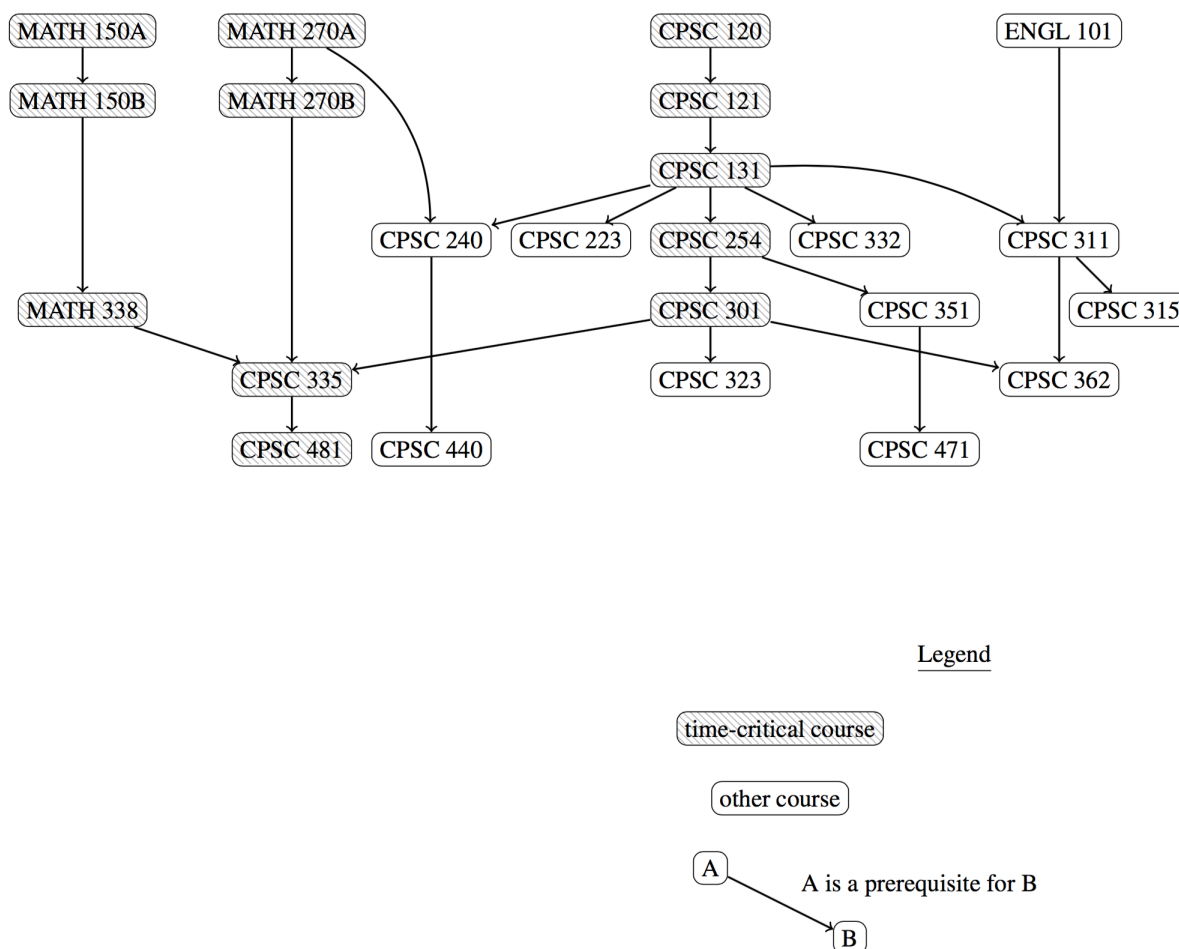 MATH 150A
MATH 270A
CPSC 120
ENGL 101
MATH 150B
MATH 270B
CPSC 121
CPSC 131
CPSC 240
CPSC 223
CPSC 254
CPSC 332
CPSC 311
MATH 338
CPSC 301
CPSC 351
CPSC 315
CPSC 335
CPSC 323
CPSC 362
CPSC 481
CPSC 440
CPSC 471
Legend
time-critical course
other course
A
A is a prerequisite for B
B